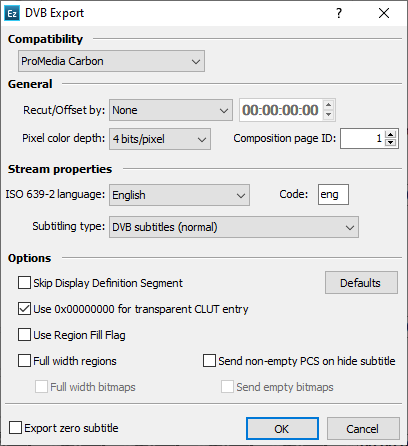 Ez DVB Export ? ×
Compatibility
ProMedia Carbon
General
Recut/Offset by: None 00:00:00:00
Pixel color depth: 4 bits/pixel Composition page ID: 1
Stream properties
ISO 639-2 language: English Code: eng
Subtitling type: DVB subtitles (normal)
Options
Skip Display Definition Segment Defaults
Use 0x00000000 for transparent CLUT entry
Use Region Fill Flag
Full width regions Send non-empty PCS on hide subtitle
Full width bitmaps Send empty bitmaps
Export zero subtitle OK Cancel